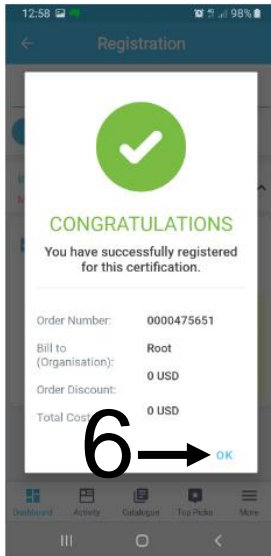 12:58 98%
Registration
CONGRATULATIONS
You have successfully registered
for this certification.
Order Number: 0000475651
Bill to Root
(Organisation):
0 USD
Order Discount:
Total Cost 0 USD
6
OK
Dashboard Activity Catalogue Top Picks More